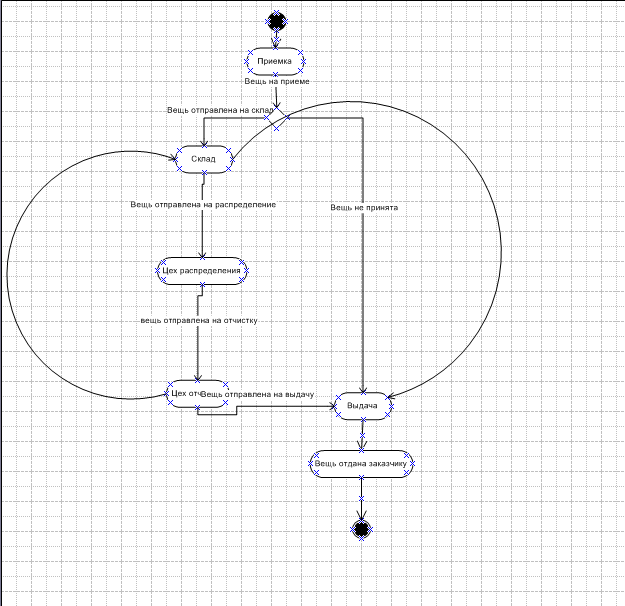 Приемка
Вещь на приеме
Вещь отправлена на склад
Склад
Вещь отправлена на распределение
Вещь не принята
Цех распределения
вещь отправлена на отчистку
Цех
Вещь отправлена на выдачу
Выдача
Вещь отдана заказчику